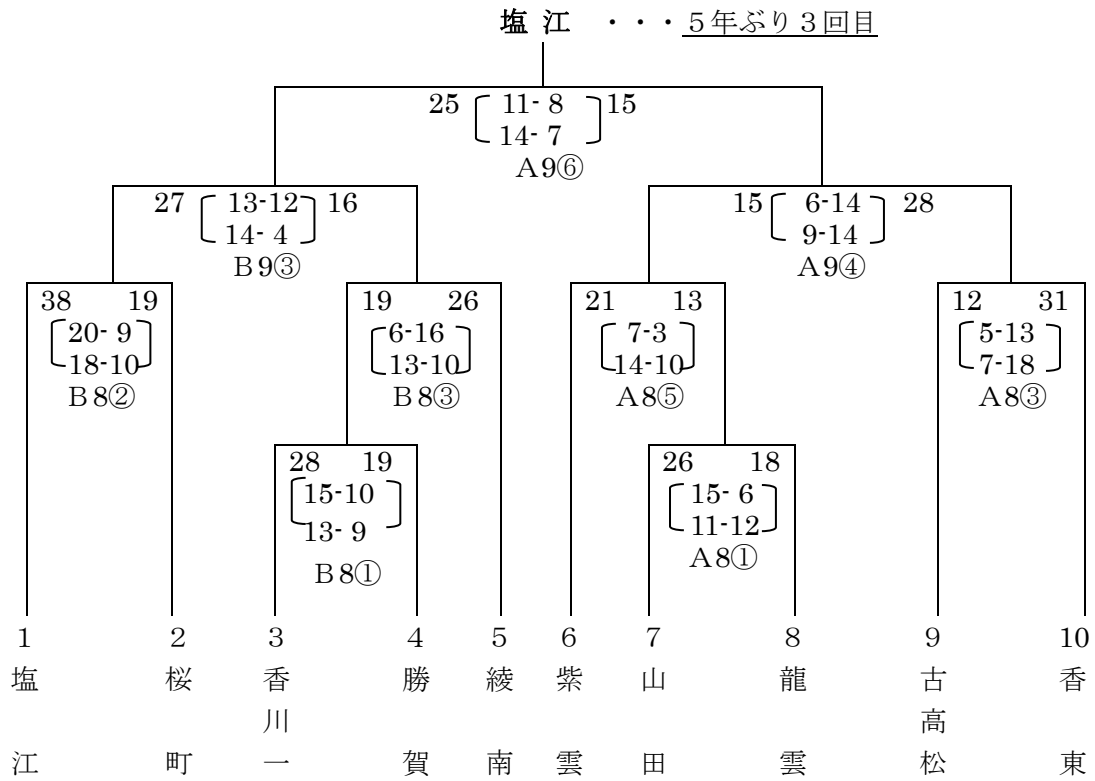 塩 江 ・・・５年ぶり３回目
25 11- 8 15
14- 7
Ａ9⑥
27 13-12 16
14- 4
Ｂ9③
15 6-14 28
9-14
Ａ9④
38 19
20- 9
18-10
Ｂ8②
19 26
6-16
13-10
Ｂ8③
21 13
7-3
14-10
Ａ8⑤
12 31
5-13
7-18
Ａ8③
28 19
15-10
13- 9
Ｂ8①
26 18
15- 6
11-12
Ａ8①
1 2 3 4 5 6 7 8 9 10
塩江
桜町
香川一
勝賀
綾南
紫雲
山田
龍雲
古高松
香東